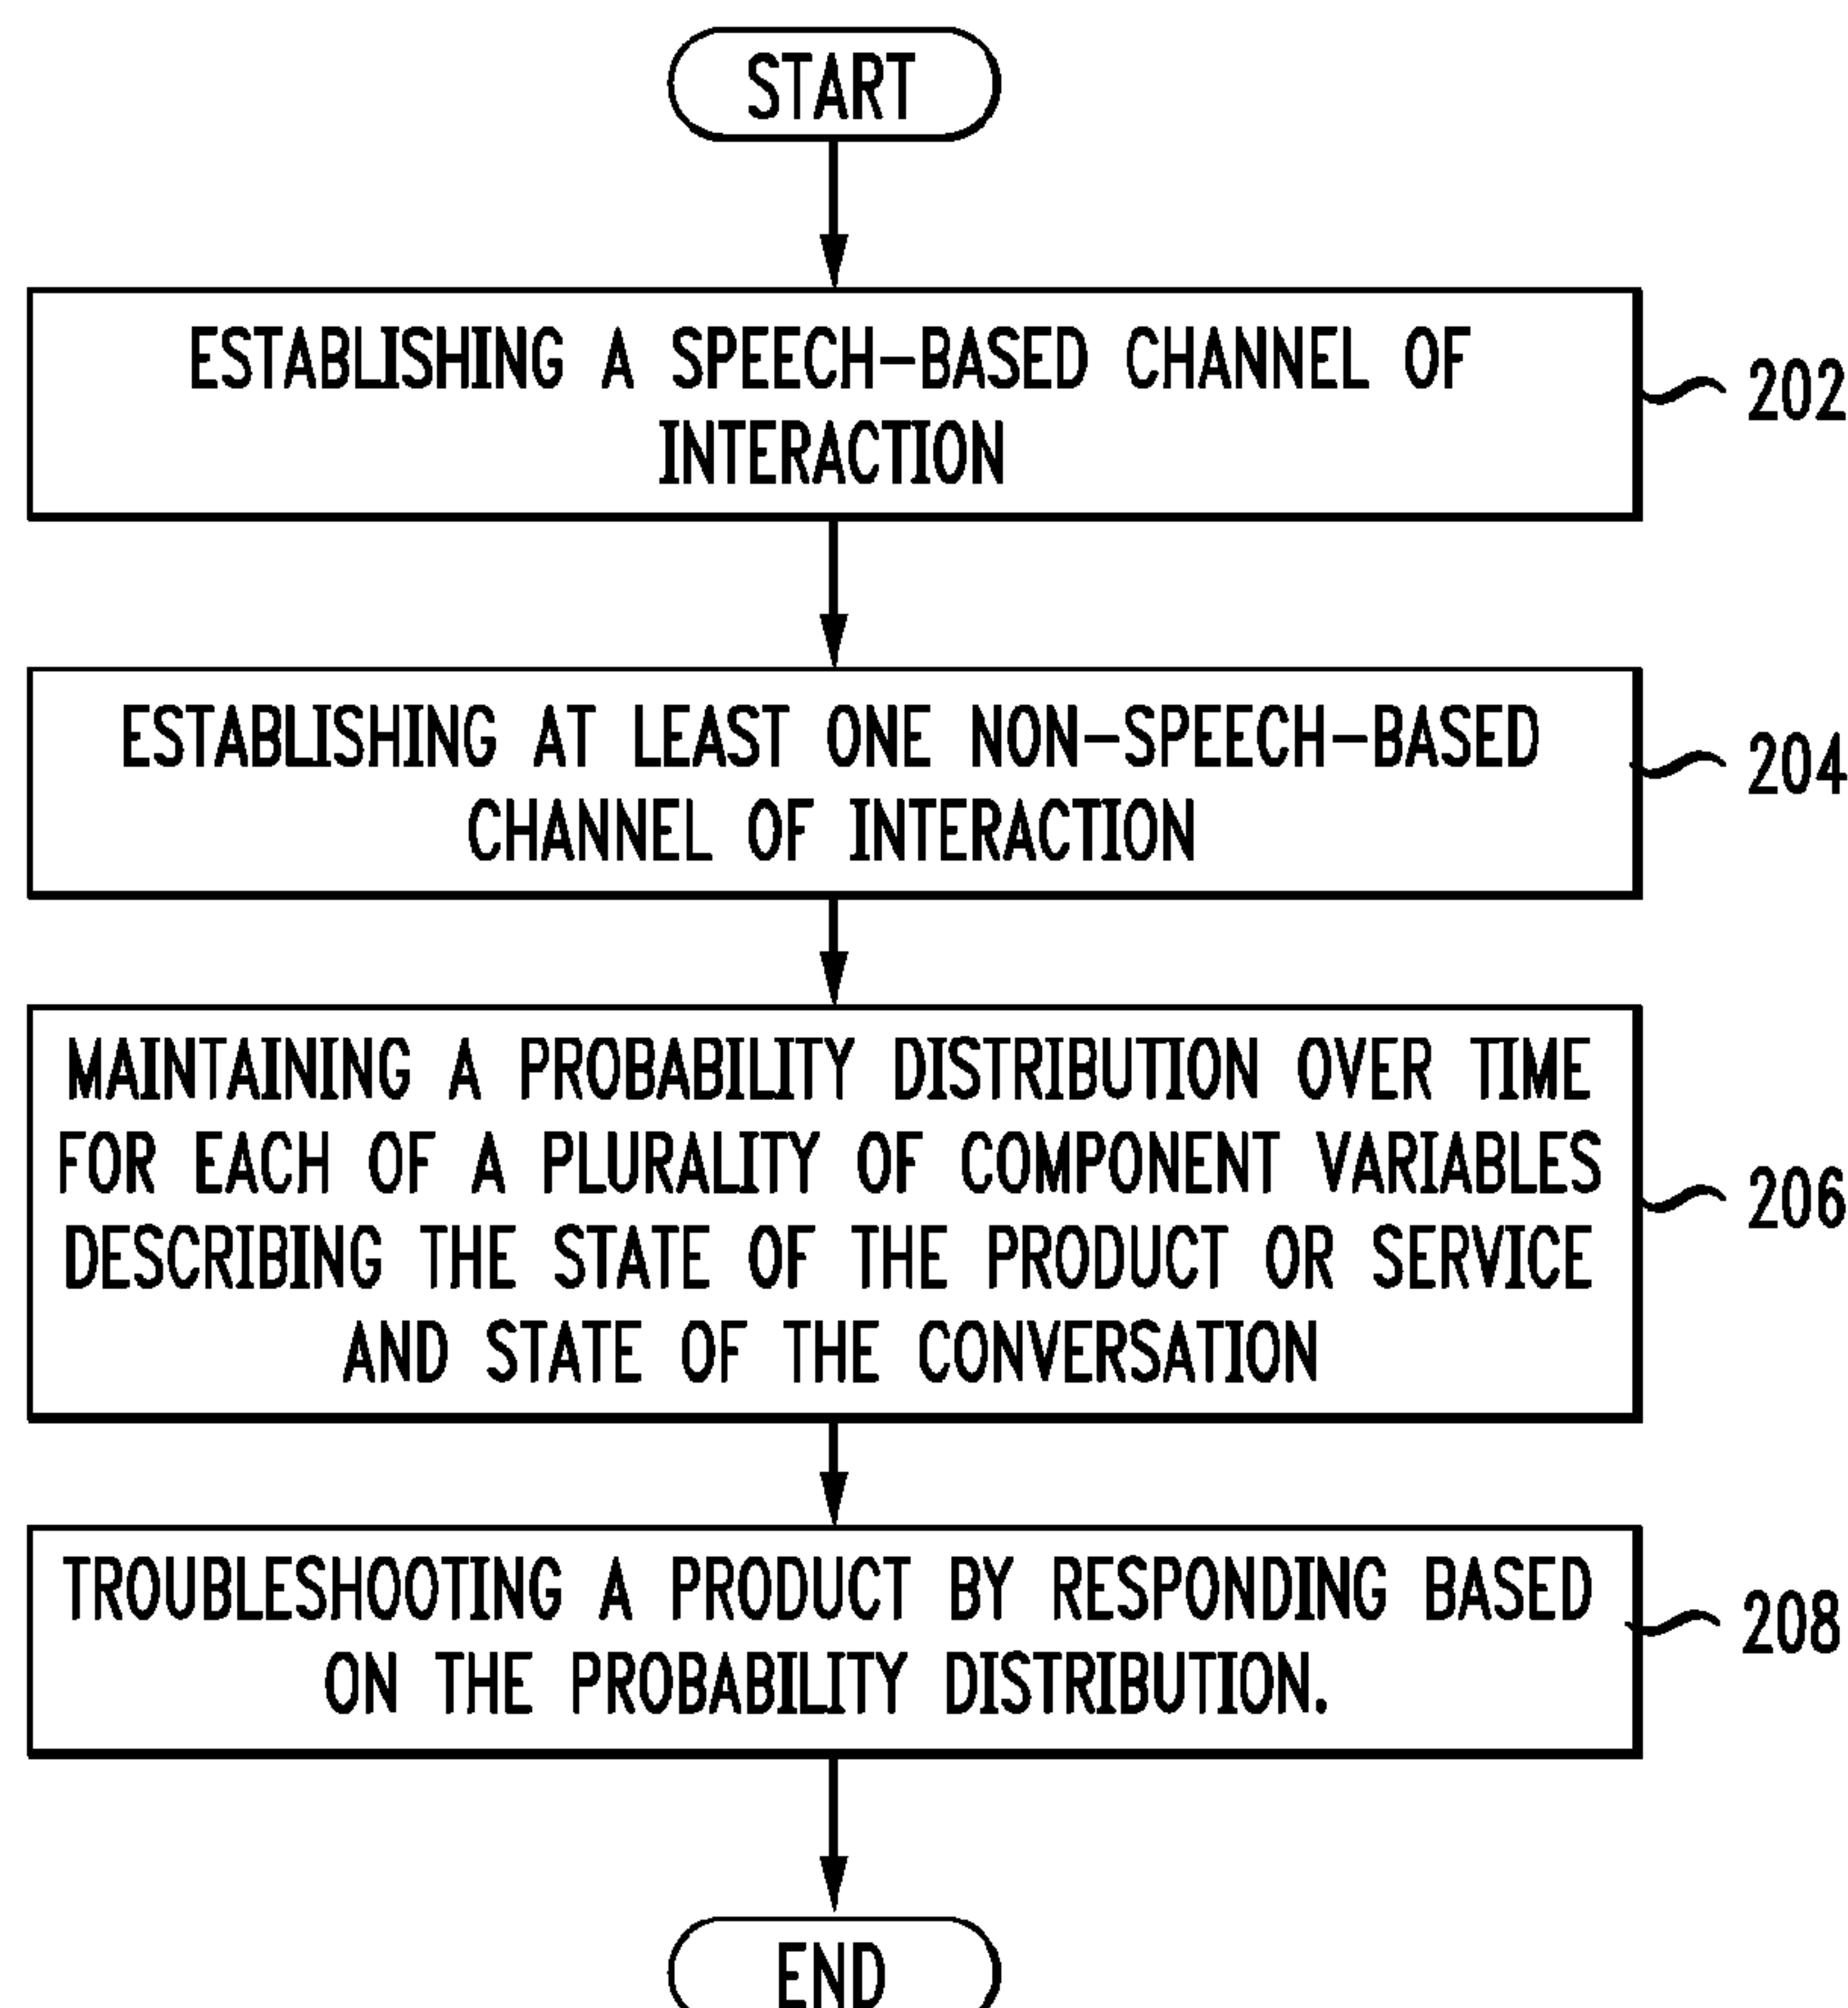 START
ESTABLISHING A SPEECH-BASED CHANNEL OF
INTERACTION
202
ESTABLISHING AT LEAST ONE NON-SPEECH-BASED
CHANNEL OF INTERACTION
204
MAINTAINING A PROBABILITY DISTRIBUTION OVER TIME
FOR EACH OF A PLURALITY OF COMPONENT VARIABLES
DESCRIBING THE STATE OF THE PRODUCT OR SERVICE
AND STATE OF THE CONVERSATION
206
TROUBLESHOOTING A PRODUCT BY RESPONDING BASED
ON THE PROBABILITY DISTRIBUTION.
208
END